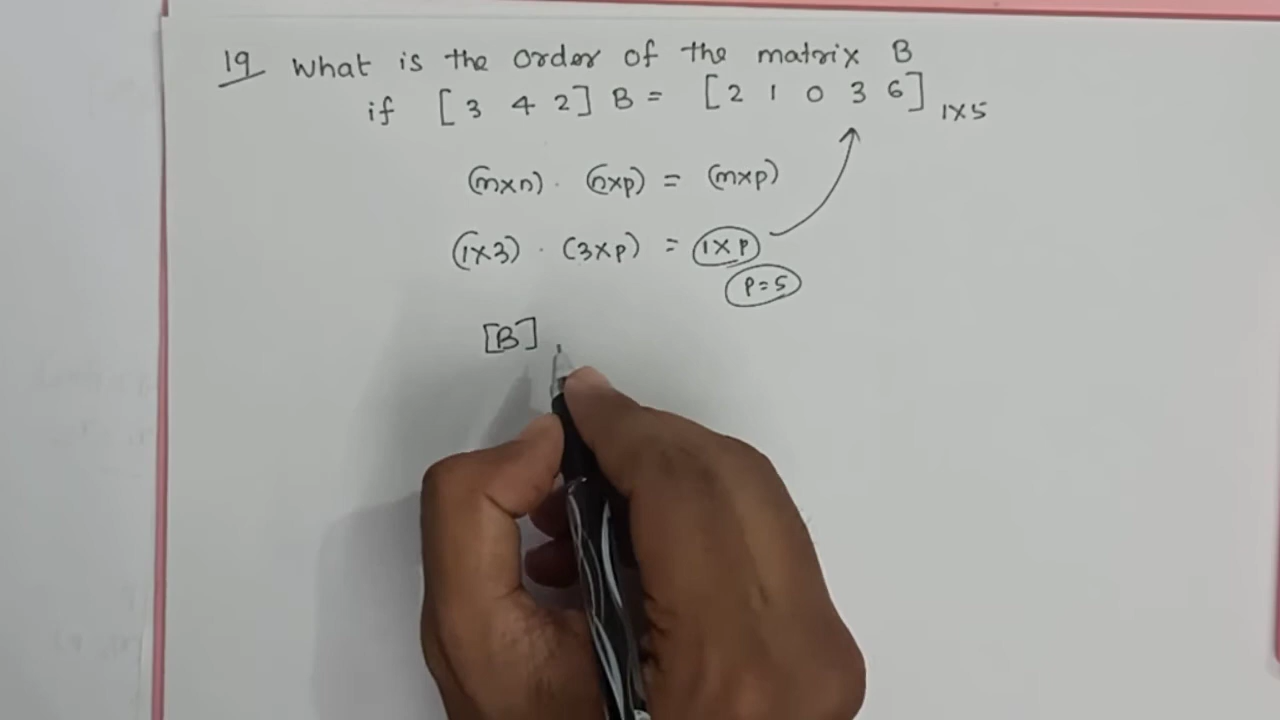 19 What is the order of the matrix B
if [3 4 2] B = [2 1 0 3 6] 1×5
(m×n) · (n×p) = (m×p)
(1×3) · (3×p) = (1×p)
p=5
[B]